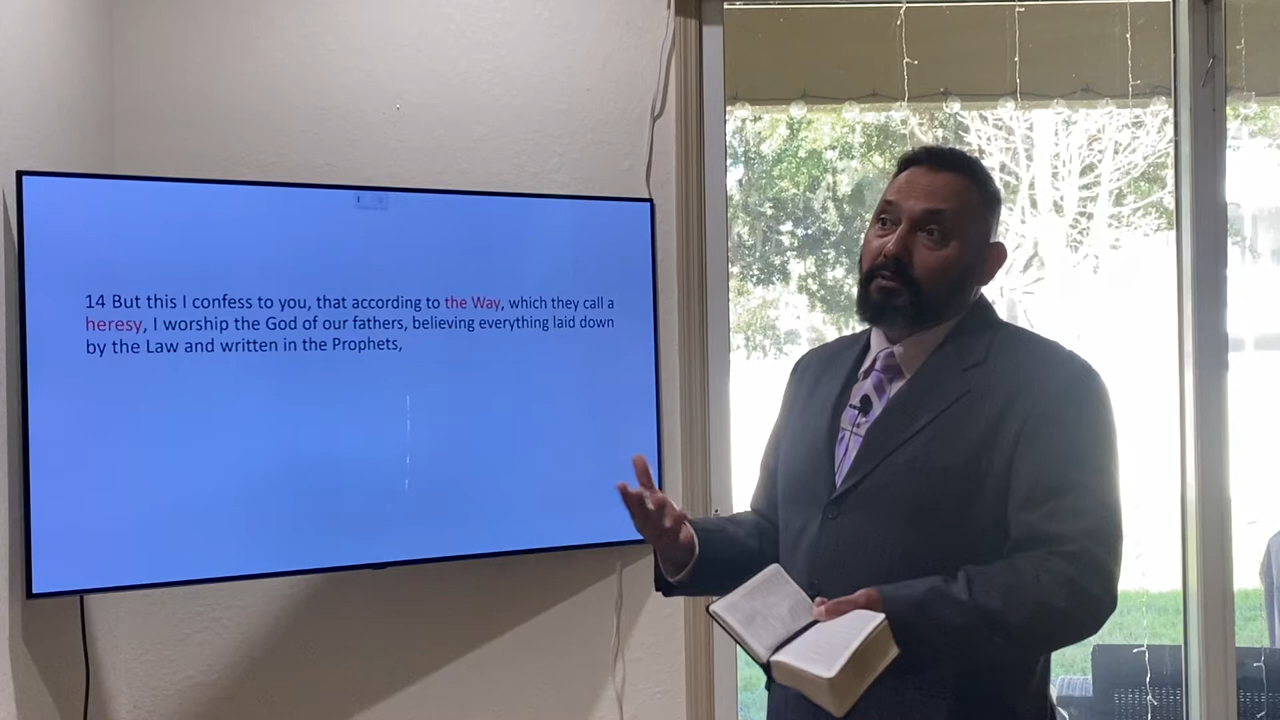 14 But this I confess to you, that according to the Way, which they call a
heresy, I worship the God of our fathers, believing everything laid down
by the Law and written in the Prophets,